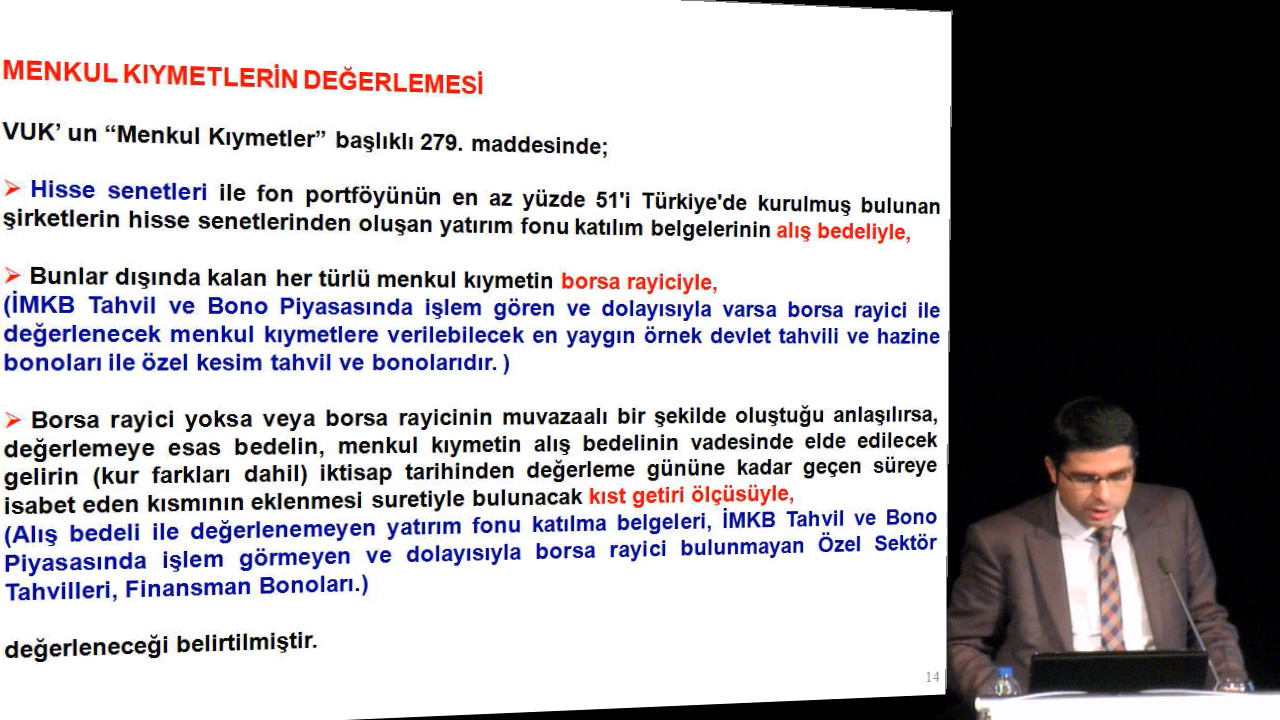 MENKUL KIYMETLERİN DEĞERLEMESİ
VUK’ un “Menkul Kıymetler” başlıklı 279. maddesinde;
➢ Hisse senetleri ile fon portföyünün en az yüzde 51'i Türkiye'de kurulmuş bulunan
şirketlerin hisse senetlerinden oluşan yatırım fonu katılım belgelerinin alış bedeliyle,
➢ Bunlar dışında kalan her türlü menkul kıymetin borsa rayiciyle,
(İMKB Tahvil ve Bono Piyasasında işlem gören ve dolayısıyla varsa borsa rayici ile
değerlenecek menkul kıymetlere verilebilecek en yaygın örnek devlet tahvili ve hazine
bonoları ile özel kesim tahvil ve bonolarıdır. )
➢ Borsa rayici yoksa veya borsa rayicinin muvazaalı bir şekilde oluştuğu anlaşılırsa,
değerlemeye esas bedelin, menkul kıymetin alış bedelinin vadesinde elde edilecek
gelirin (kur farkları dahil) iktisap tarihinden değerleme gününe kadar geçen süreye
isabet eden kısmının eklenmesi suretiyle bulunacak kıst getiri ölçüsüyle,
(Alış bedeli ile değerlenemeyen yatırım fonu katılma belgeleri, İMKB Tahvil ve Bono
Piyasasında işlem görmeyen ve dolayısıyla borsa rayici bulunmayan Özel Sektör
Tahvilleri, Finansman Bonoları.)
değerleneceği belirtilmiştir.
14